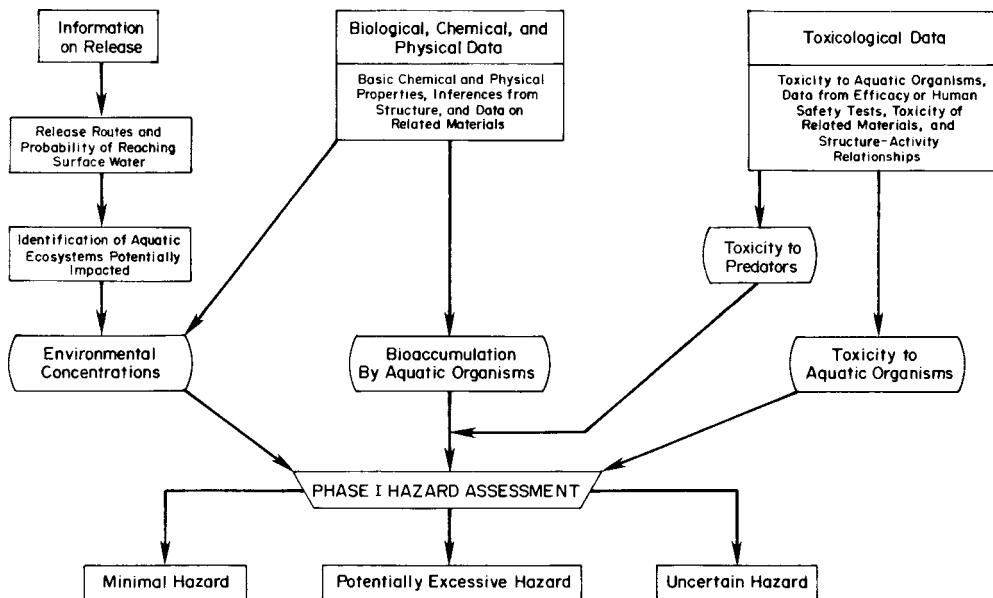 Information
on Release
Biological, Chemical, and
Physical Data
Basic Chemical and Physical
Properties, Inferences from
Structure, and Data on
Related Materials
Toxicological Data
Toxicity to Aquatic Organisms,
Data from Efficacy or Human
Safety Tests, Toxicity of
Related Materials, and
Structure-Activity
Relationships
Release Routes and
Probability of Reaching
Surface Water
Identification of Aquatic
Ecosystems Potentially
Impacted
Toxicity to
Predators
Environmental
Concentrations
Bioaccumulation
By Aquatic Organisms
Toxicity to
Aquatic Organisms
PHASE I HAZARD ASSESSMENT
Minimal Hazard
Potentially Excessive Hazard
Uncertain Hazard